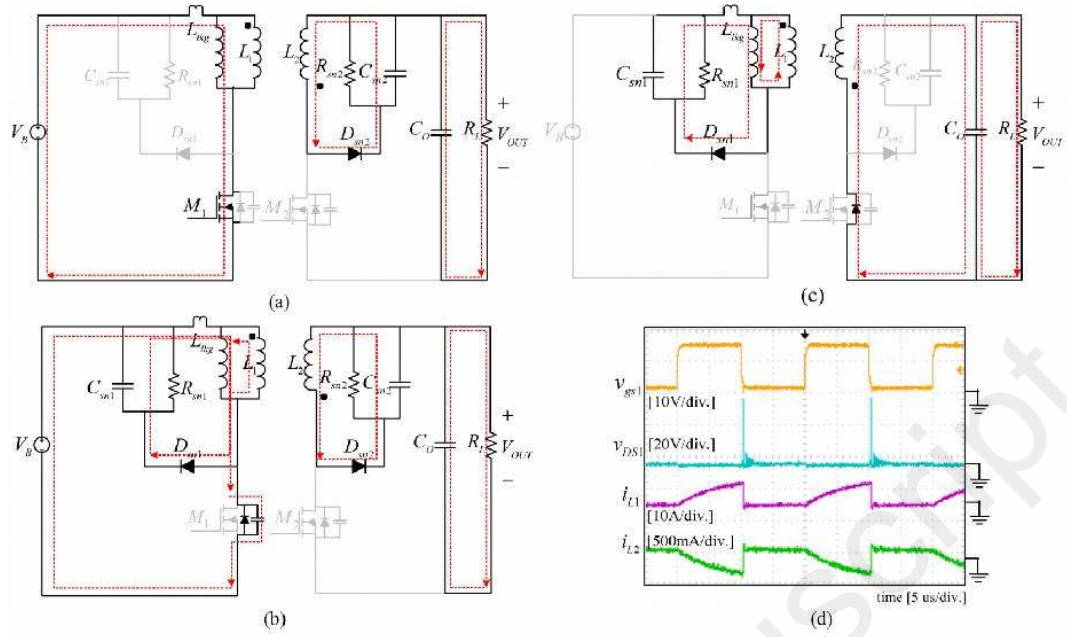 L_lkg
L_1
C_sn1
R_sn1
D_sn1
V_B
M_1
L_2
R_sn2
C_sn2
D_sn2
M_2
C_O
R_L
+
V_OUT
−
(a)
L_lkg
L_1
C_sn1
R_sn1
D_sn1
M_1
V_B
L_2
R_sn2
C_sn2
D_sn2
M_2
C_O
R_L
+
V_OUT
−
(c)
L_lkg
L_1
C_sn1
R_sn1
D_sn1
V_B
M_1
L_2
R_sn2
C_sn2
D_sn2
M_2
C_O
R_L
+
V_OUT
−
(b)
v_gs1
[10V/div.]
v_DS1
[20V/div.]
i_L1
[10A/div.]
i_L2
[500mA/div.]
time [5 us/div.]
(d)